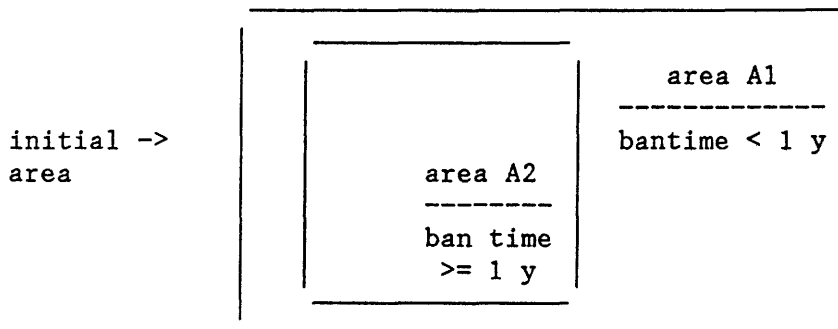 area A1
-------------
initial -> bantime < 1 y
area
area A2
--------
ban time
>= 1 y